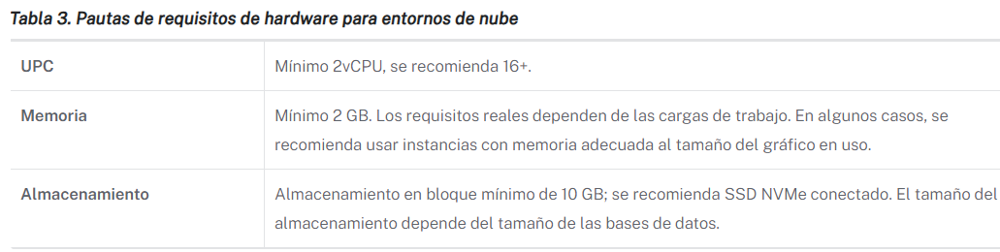 Tabla 3. Pautas de requisitos de hardware para entornos de nube
UPC
Mínimo 2vCPU, se recomienda 16+.
Memoria
Mínimo 2 GB. Los requisitos reales dependen de las cargas de trabajo. En algunos casos, se
recomienda usar instancias con memoria adecuada al tamaño del gráfico en uso.
Almacenamiento
Almacenamiento en bloque mínimo de 10 GB; se recomienda SSD NVMe conectado. El tamaño del
almacenamiento depende del tamaño de las bases de datos.